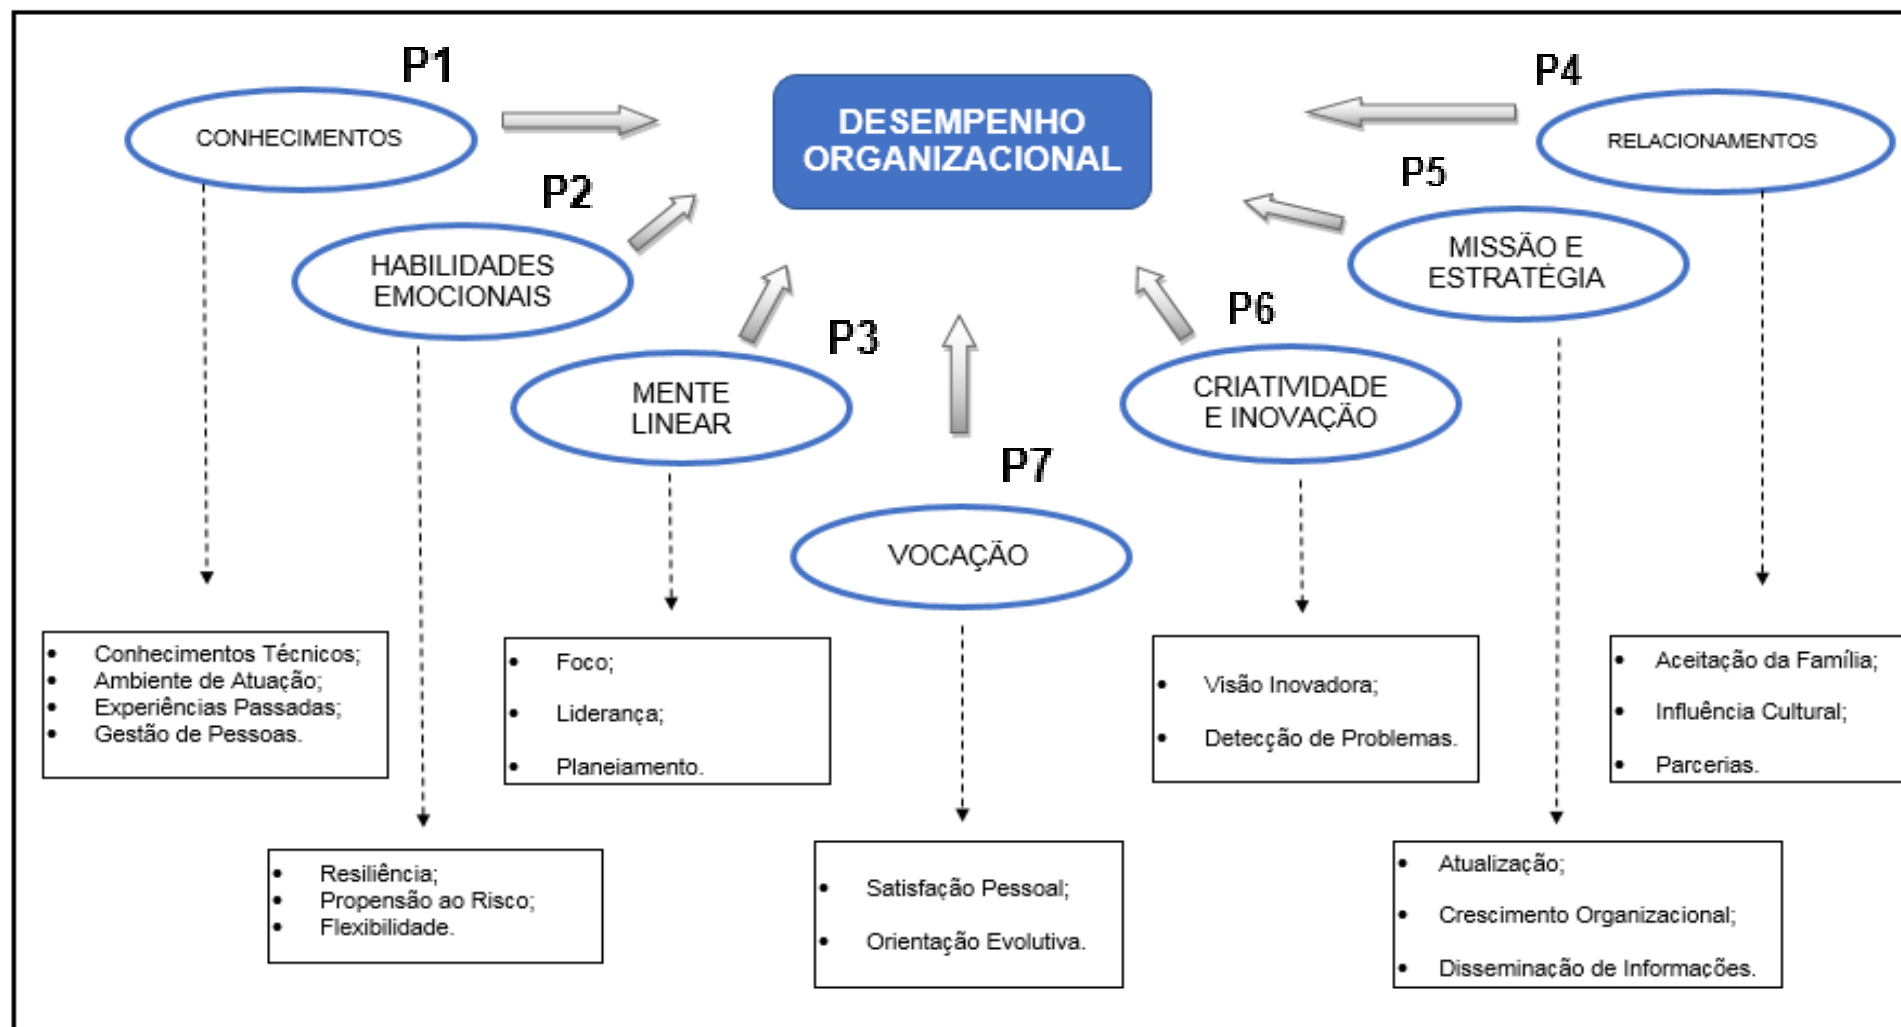 P1
CONHECIMENTOS
DESEMPENHO
ORGANIZACIONAL
P4
RELACIONAMENTOS
P2
HABILIDADES
EMOCIONAIS
P5
MISSÃO E
ESTRATÉGIA
P3
MENTE
LINEAR
P6
CRIATIVIDADE
E INOVAÇÃO
P7
VOCAÇÃO
• Conhecimentos Técnicos;
• Ambiente de Atuação;
• Experiências Passadas;
• Gestão de Pessoas.
• Foco;
• Liderança;
• Planeiamento.
• Visão Inovadora;
• Detecção de Problemas.
• Aceitação da Família;
• Influência Cultural;
• Parcerias.
• Resiliência;
• Propensão ao Risco;
• Flexibilidade.
• Satisfação Pessoal;
• Orientação Evolutiva.
• Atualização;
• Crescimento Organizacional;
• Disseminação de Informações.